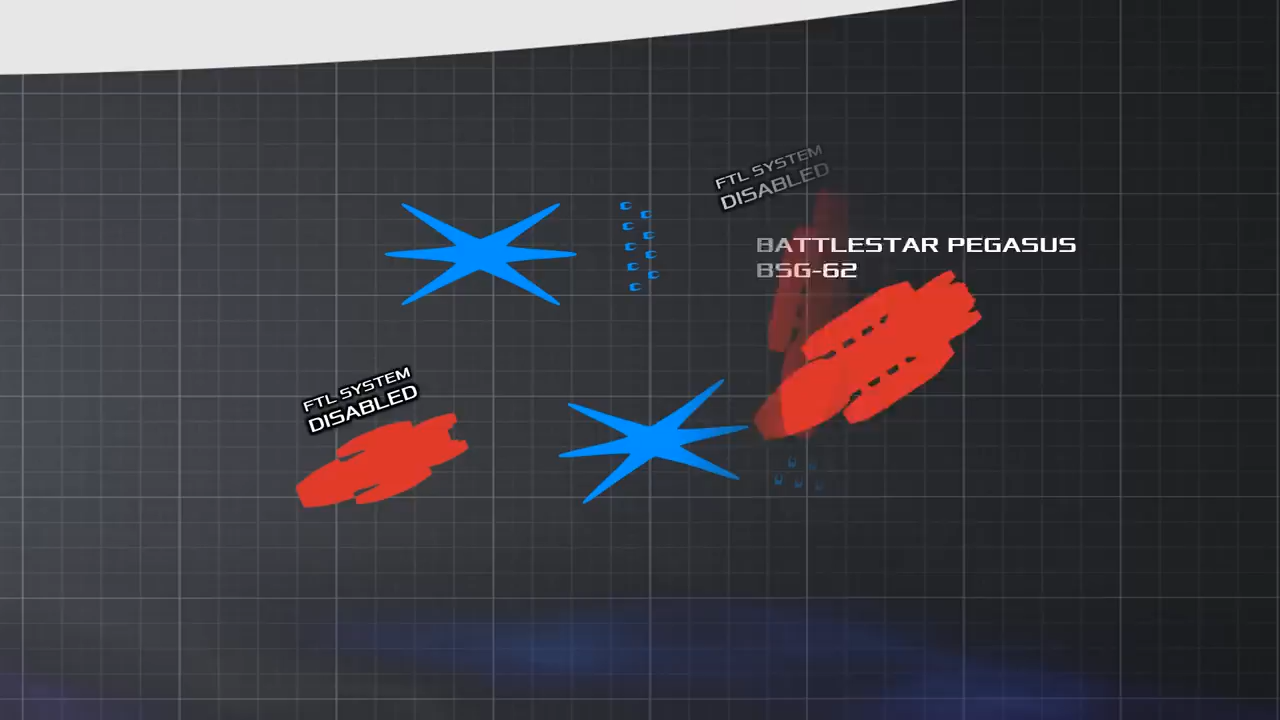 FTL SYSTEM
DISABLED
BATTLESTAR PEGASUS
BSG-62
FTL SYSTEM
DISABLED